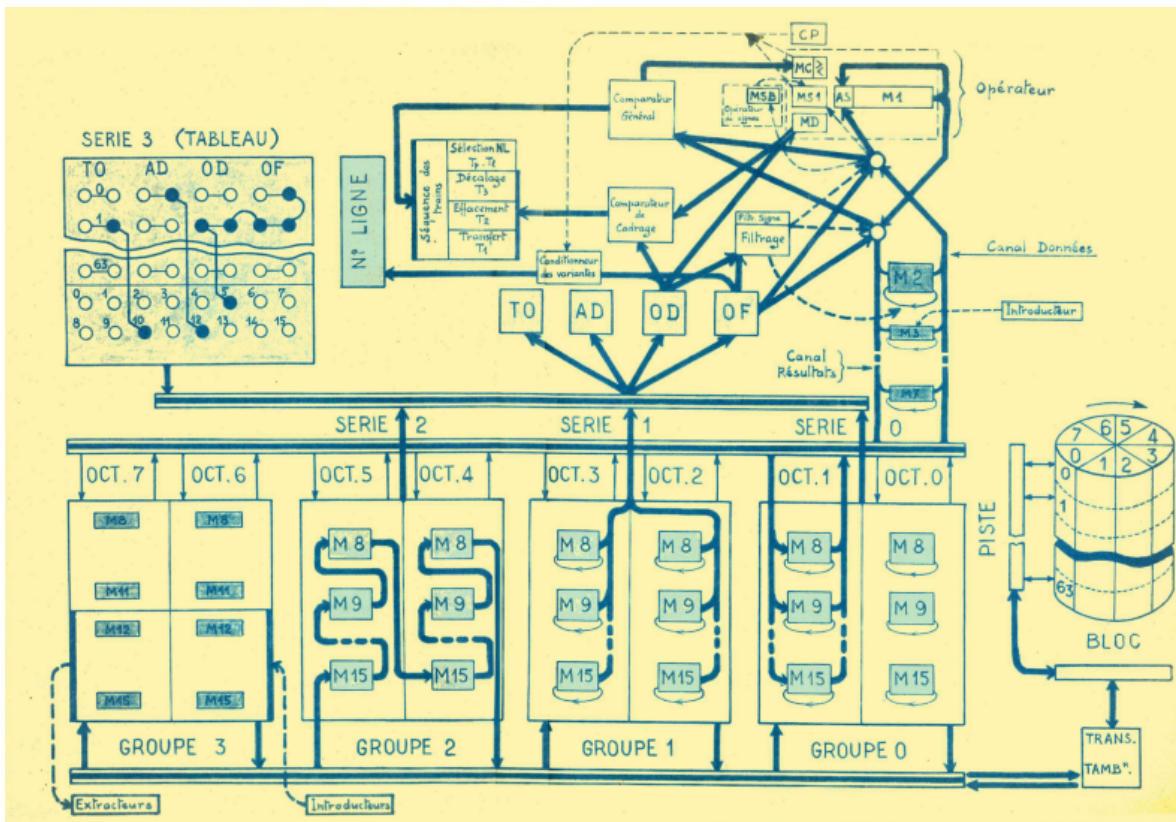 CP
MC
Opérateur
MSB
MS1
AS
M1
Opérateur de signes
MD
Comparateur Général
SERIE 3 (TABLEAU)
TO AD OD OF
0
1
63
0 1 2 3 4 5 6 7
8 9 10 11 12 13 14 15
N° LIGNE
Séquence des trains
Sélection NL
Décalage
T3
Effacement
T2
Transfert
T1
Comparateur de Cadrage
Filtr. Signe
Filtrage
Conditionneur des variantes
TO AD OD OF
Canal Données
M2
Introducteur
M3
Canal Résultats
M7
SERIE 2
SERIE 1
SERIE 0
OCT.7 OCT.6 OCT.5 OCT.4 OCT.3 OCT.2 OCT.1 OCT.0
M8 M8 M8 M8 M8 M8 M8 M8
M11 M11 M9 M9 M9 M9 M9 M9
M12 M12
M15 M15 M15 M15 M15 M15 M15 M15
GROUPE 3 GROUPE 2 GROUPE 1 GROUPE 0
Extracteurs
Introducteurs
PISTE
7 6 5 4
0 1 2 3
0
1
63
BLOC
TRANS.
TAMBR.